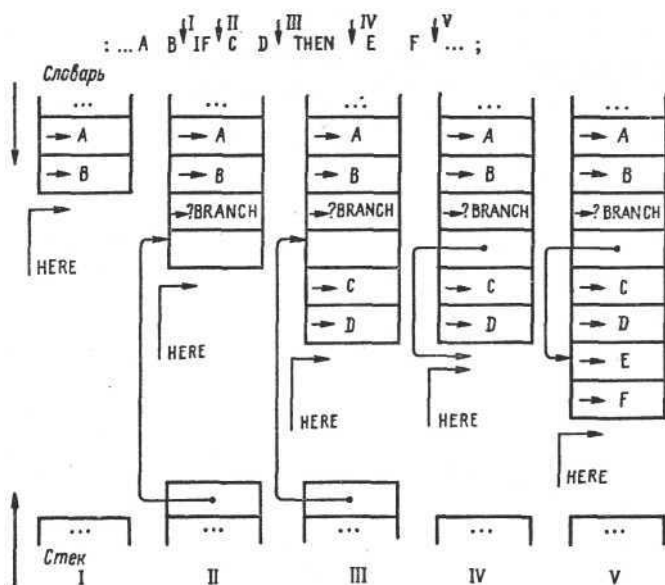 I II III IV V
: ... A B IF C D THEN E F ... ;
Словарь
... ... ... ... ...
A A A A A
B B B B B
?BRANCH ?BRANCH ?BRANCH ?BRANCH
HERE
C C C
HERE
D D D
HERE HERE
E
F
HERE
... ... ... ... ...
Стек
I II III IV V